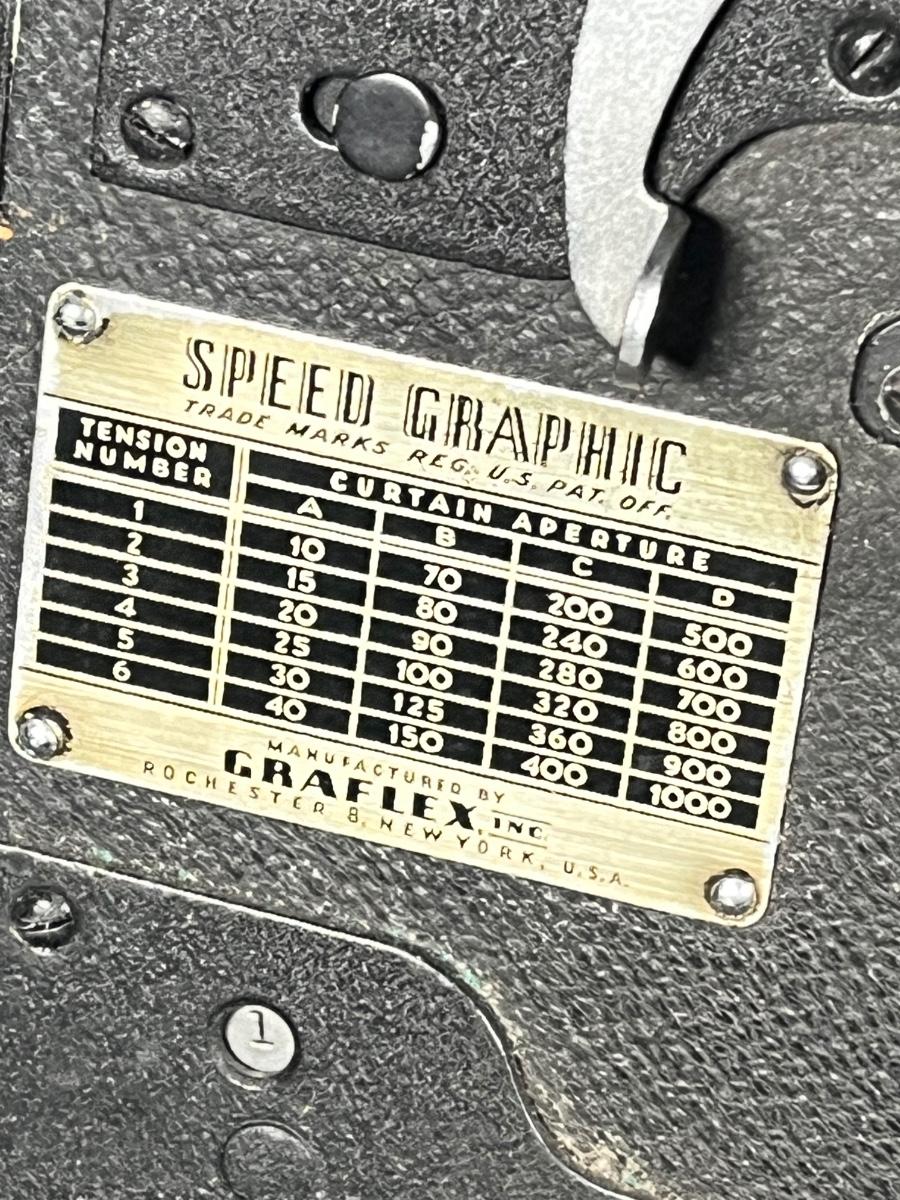 SPEED GRAPHIC
TRADE MARKS REG. U.S. PAT. OFF.
TENSION NUMBER CURTAIN APERTURE
A B C D
1 10 70 200 500
2 15 80 240 600
3 20 90 280 700
4 25 100 320 800
5 30 125 360 900
6 40 150 400 1000
MANUFACTURED BY
GRAFLEX, INC.
ROCHESTER 8, NEW YORK, U.S.A.
1